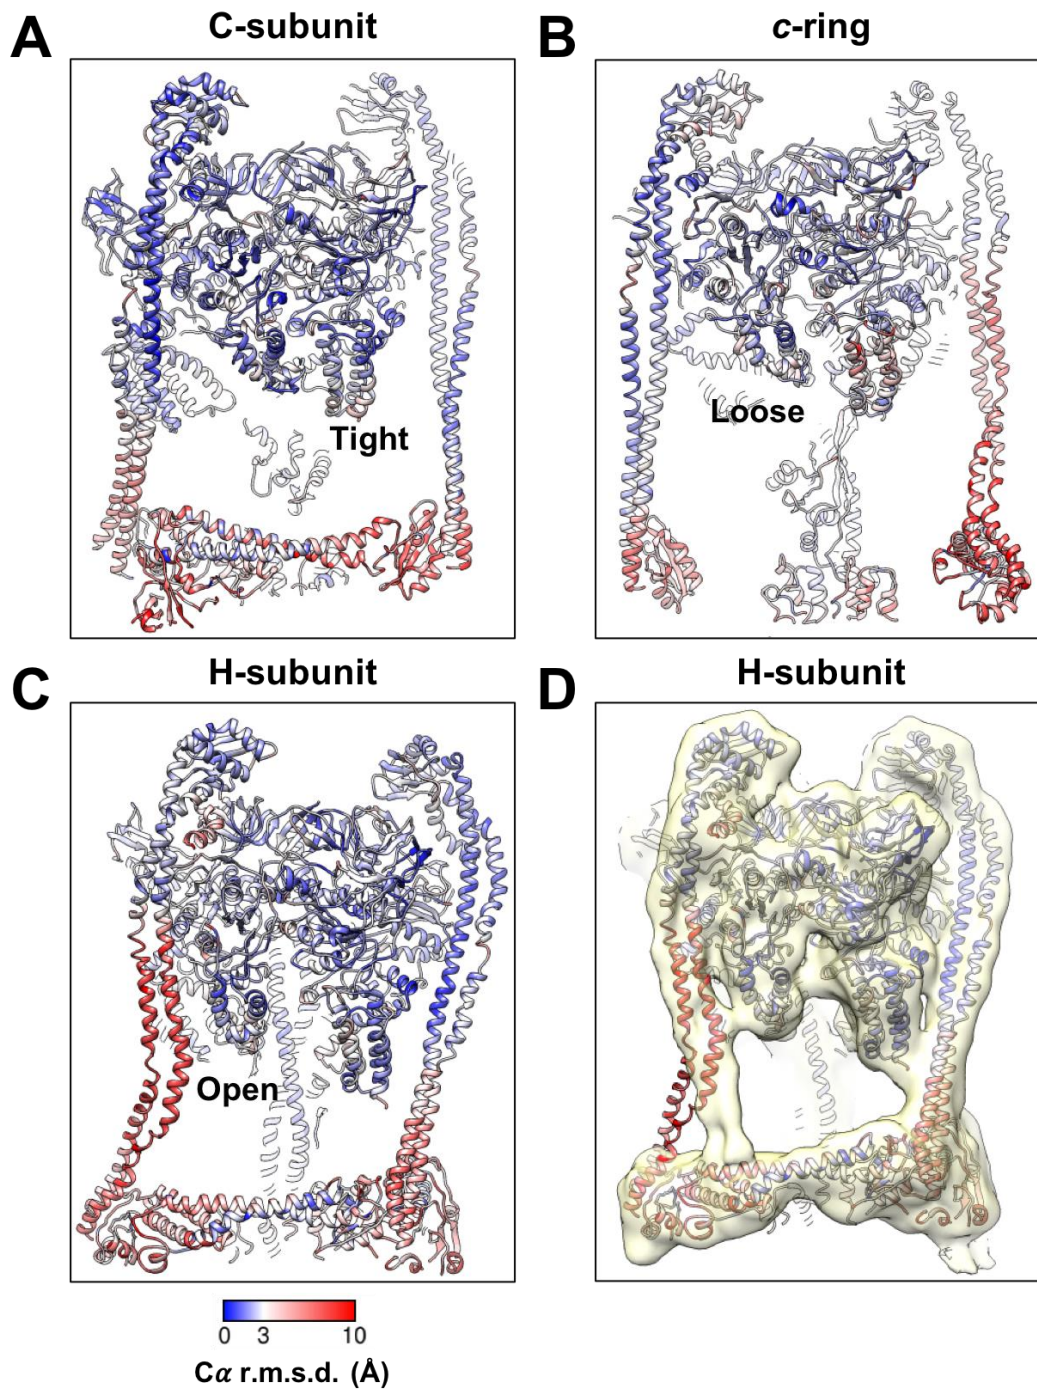 A
C-subunit
B
c-ring
Tight
Loose
C
H-subunit
D
H-subunit
Open
0 3 10
Cα r.m.s.d. (Å)